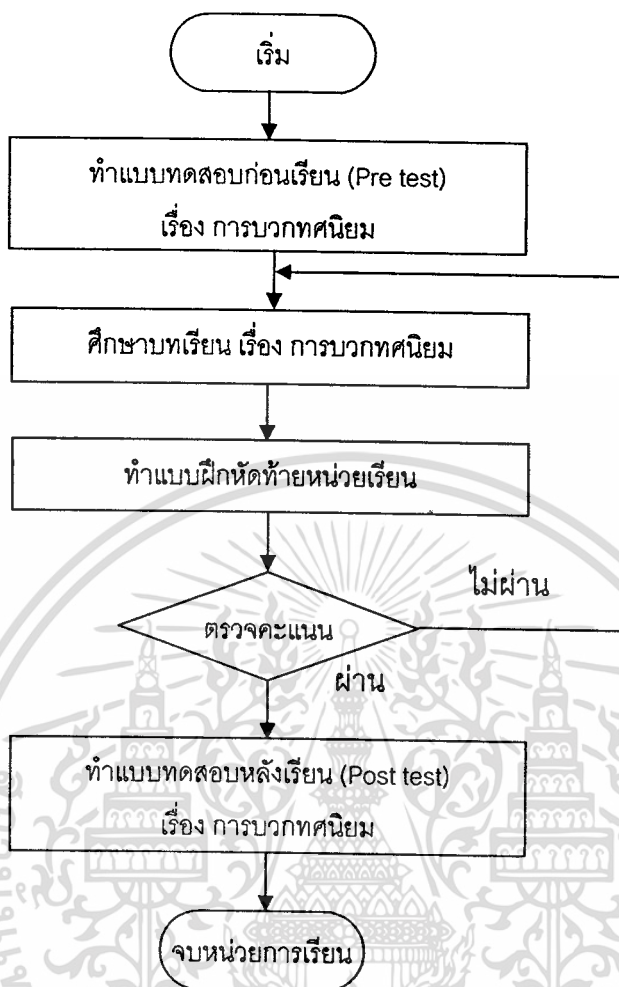 เริ่ม
ทำแบบทดสอบก่อนเรียน (Pre test)
เรื่อง การบวกทศนิยม
ศึกษาบทเรียน เรื่อง การบวกทศนิยม
ทำแบบฝึกหัดท้ายหน่วยเรียน
ไม่ผ่าน
ตรวจคะแนน
ผ่าน
ทำแบบทดสอบหลังเรียน (Post test)
เรื่อง การบวกทศนิยม
จบหน่วยการเรียน